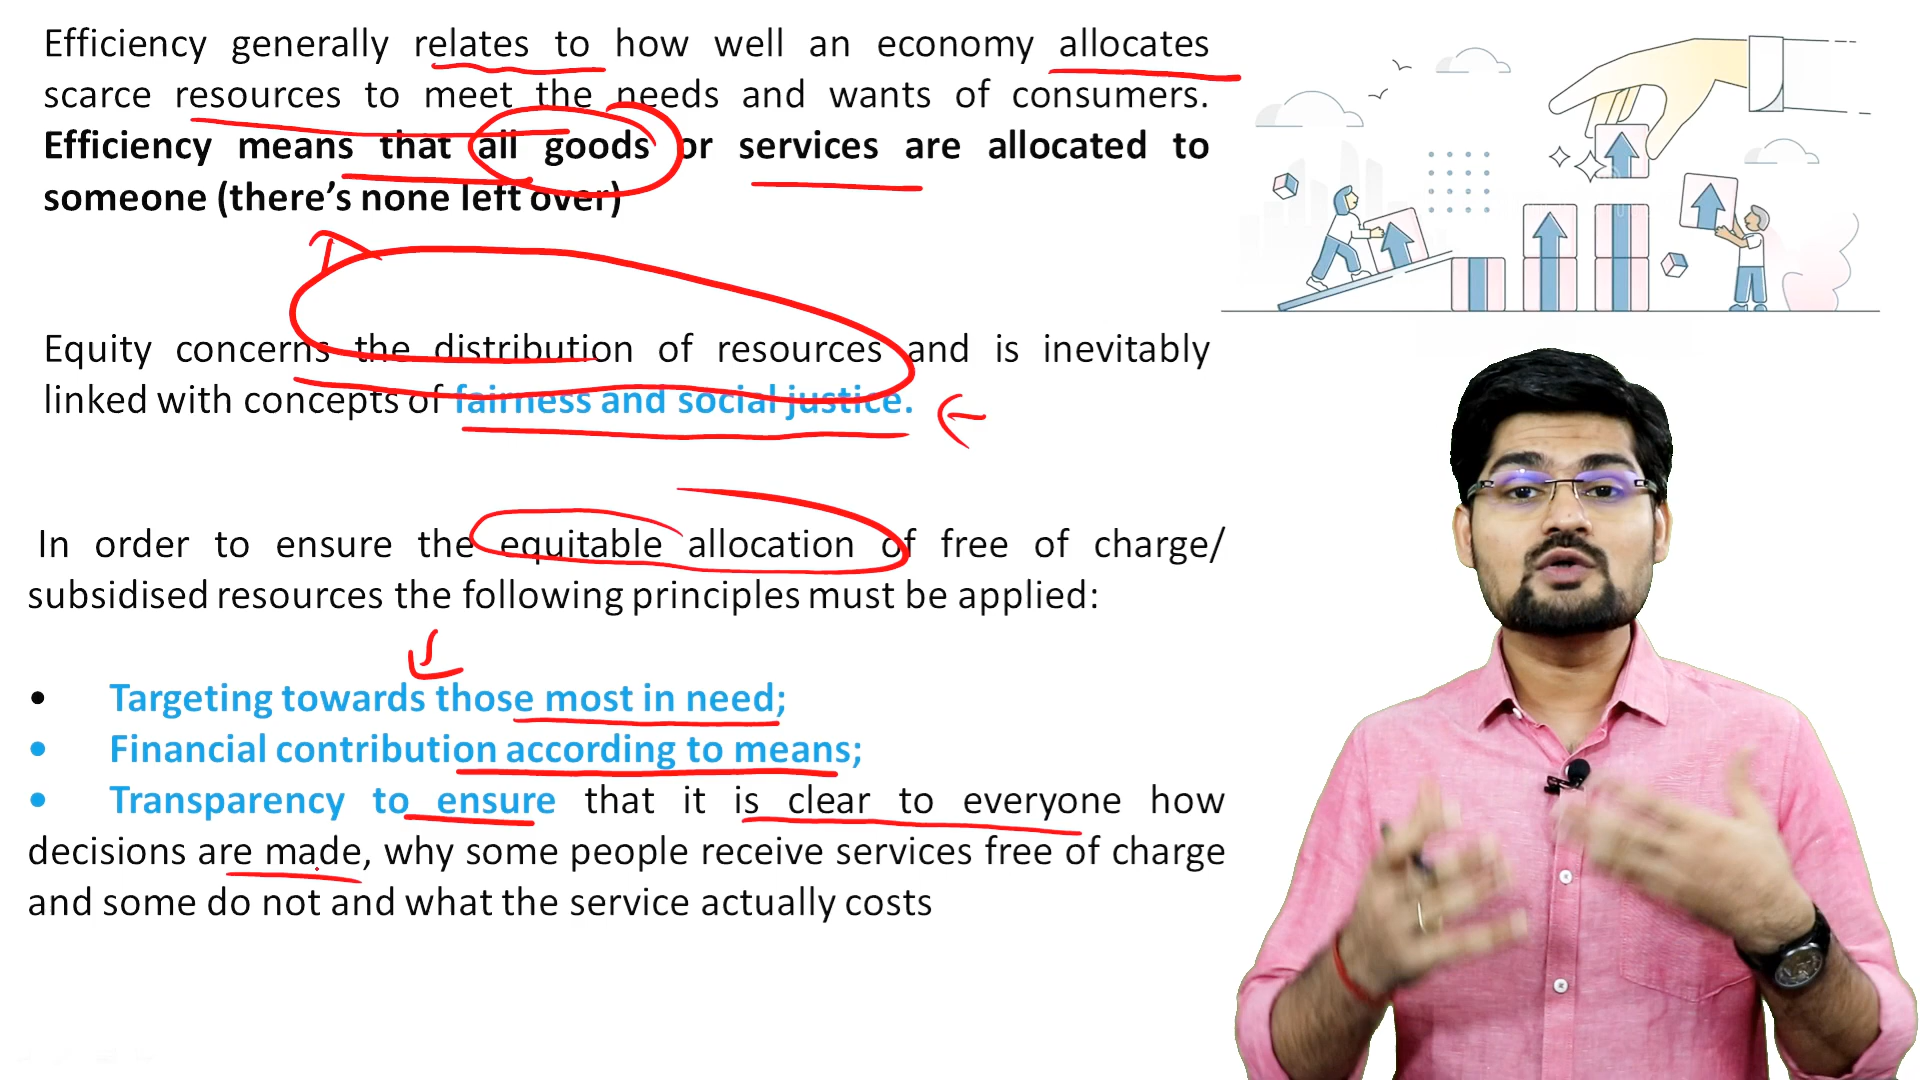 Efficiency generally relates to how well an economy allocates
scarce resources to meet the needs and wants of consumers.
Efficiency means that all goods or services are allocated to
someone (there’s none left over)
Equity concerns the distribution of resources and is inevitably
linked with concepts of fairness and social justice.
In order to ensure the equitable allocation of free of charge/
subsidised resources the following principles must be applied:
• Targeting towards those most in need;
• Financial contribution according to means;
• Transparency to ensure that it is clear to everyone how
decisions are made, why some people receive services free of charge
and some do not and what the service actually costs